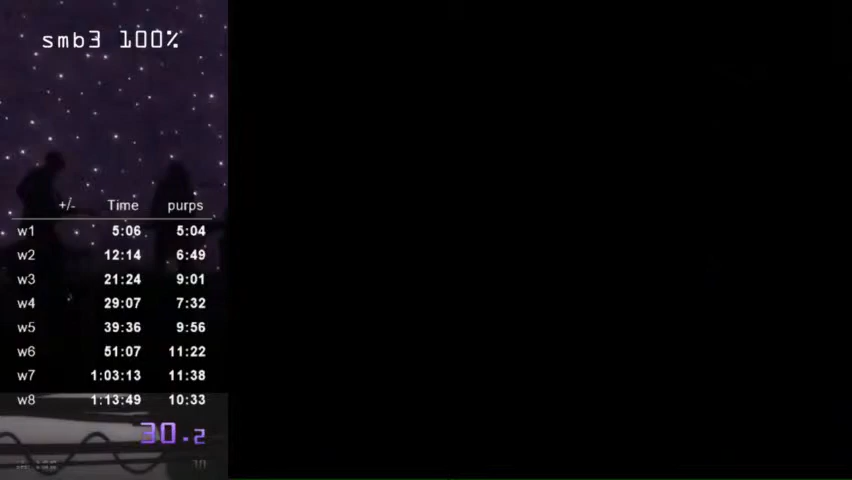 smb3 100%
+/- Time purps
w1 5:06 5:04
w2 12:14 6:49
w3 21:24 9:01
w4 29:07 7:32
w5 39:36 9:56
w6 51:07 11:22
w7 1:03:13 11:38
w8 1:13:49 10:33
30.2